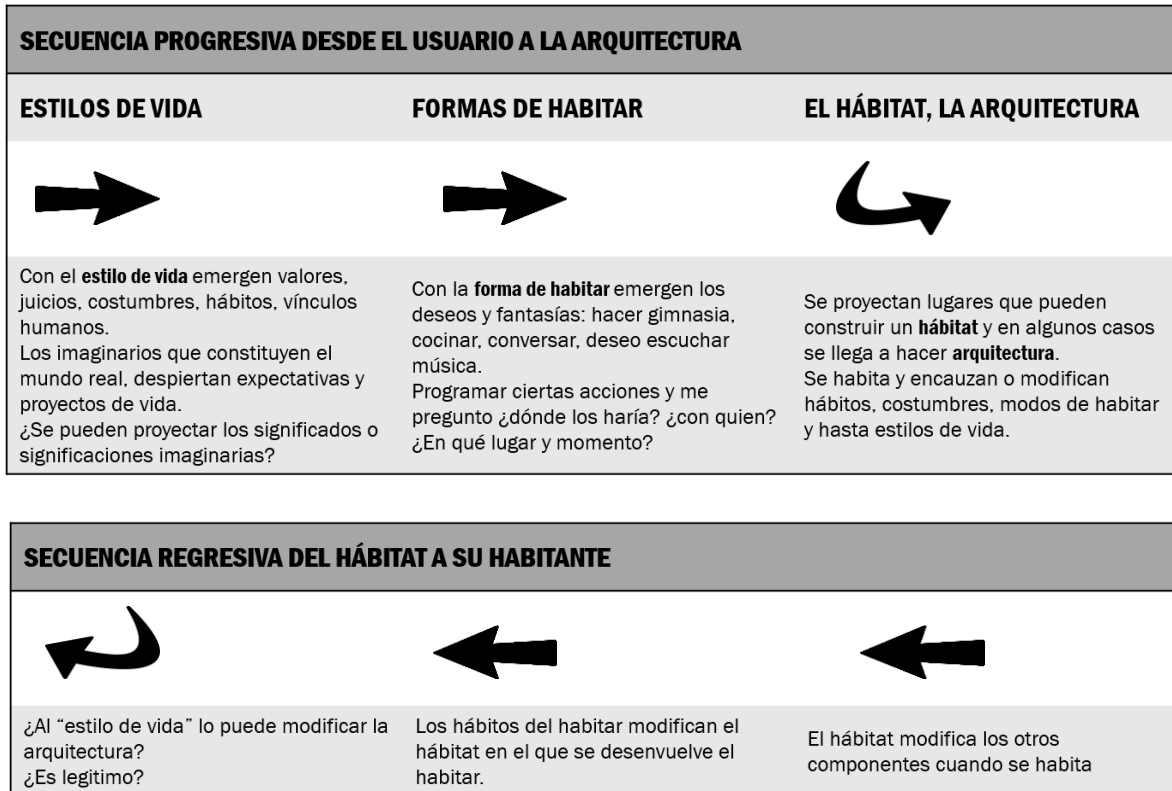 SECUENCIA PROGRESIVA DESDE EL USUARIO A LA ARQUITECTURA
ESTILOS DE VIDA
FORMAS DE HABITAR
EL HÁBITAT, LA ARQUITECTURA
Con el estilo de vida emergen valores,
juicios, costumbres, hábitos, vínculos
humanos.
Los imaginarios que constituyen el
mundo real, despiertan expectativas y
proyectos de vida.
¿Se pueden proyectar los significados o
significaciones imaginarias?
Con la forma de habitar emergen los
deseos y fantasías: hacer gimnasia,
cocinar, conversar, deseo escuchar
música.
Programar ciertas acciones y me
pregunto ¿dónde los haría? ¿con quien?
¿En qué lugar y momento?
Se proyectan lugares que pueden
construir un hábitat y en algunos casos
se llega a hacer arquitectura.
Se habita y encauzan o modifican
hábitos, costumbres, modos de habitar
y hasta estilos de vida.
SECUENCIA REGRESIVA DEL HÁBITAT A SU HABITANTE
¿Al “estilo de vida” lo puede modificar la
arquitectura?
¿Es legitimo?
Los hábitos del habitar modifican el
hábitat en el que se desenvuelve el
habitar.
El hábitat modifica los otros
componentes cuando se habita